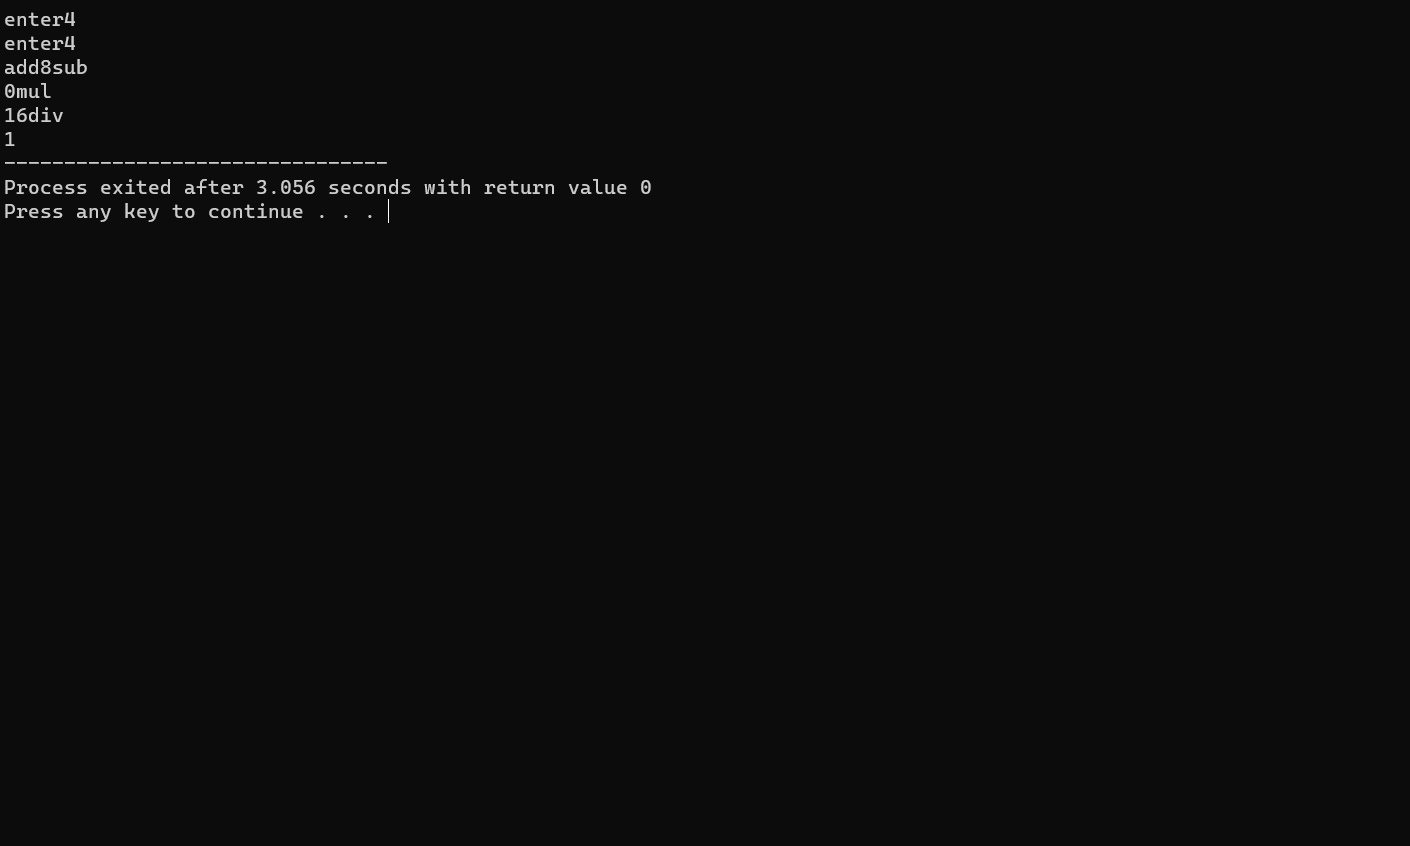 enter4
enter4
add8sub
0mul
16div
1
--------------------------------
Process exited after 3.056 seconds with return value 0
Press any key to continue . . .